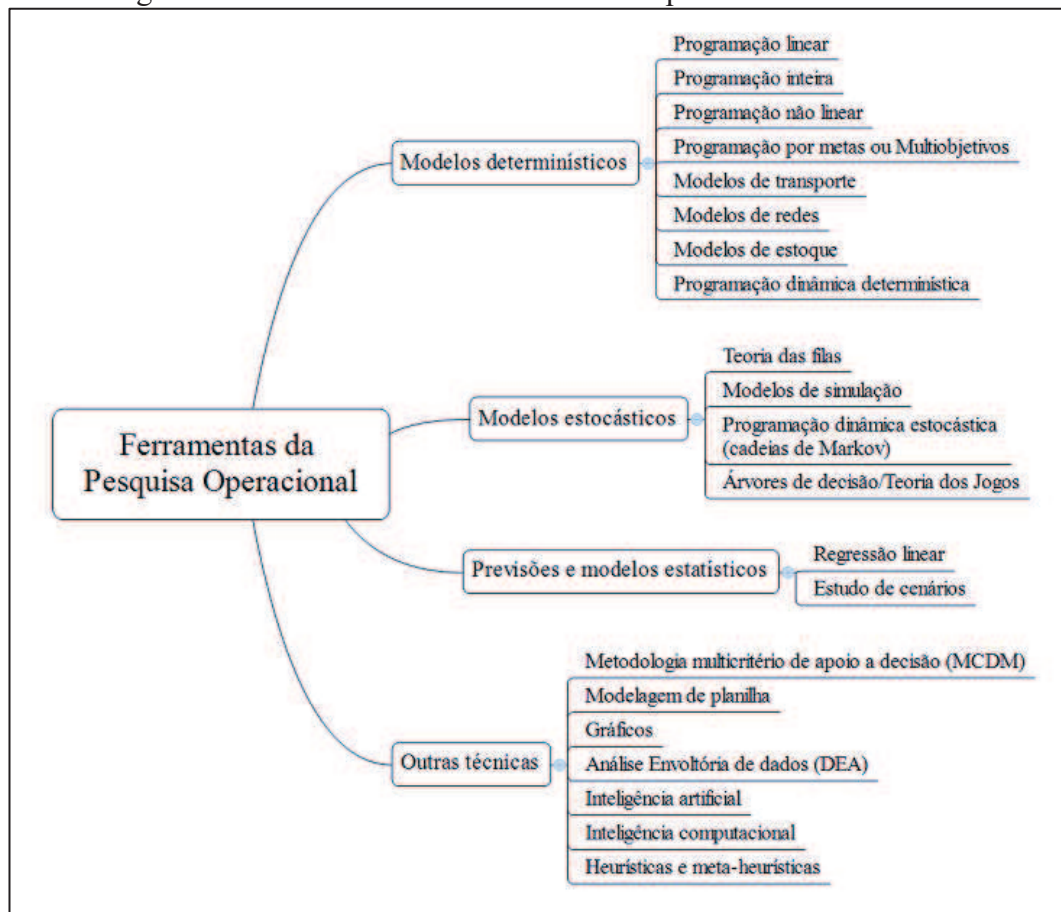 Programação linear
Programação inteira
Programação não linear
Modelos determinísticos
Programação por metas ou Multiobjetivos
Modelos de transporte
Modelos de redes
Modelos de estoque
Programação dinâmica determinística
Ferramentas da
Pesquisa Operacional
Teoria das filas
Modelos estocásticos
Modelos de simulação
Programação dinâmica estocástica
(cadeias de Markov)
Árvores de decisão/Teoria dos Jogos
Previsões e modelos estatísticos
Regressão linear
Estudo de cenários
Outras técnicas
Metodologia multicritério de apoio a decisão (MCDM)
Modelagem de planilha
Gráficos
Análise Envoltória de dados (DEA)
Inteligência artificial
Inteligência computacional
Heurísticas e meta-heurísticas